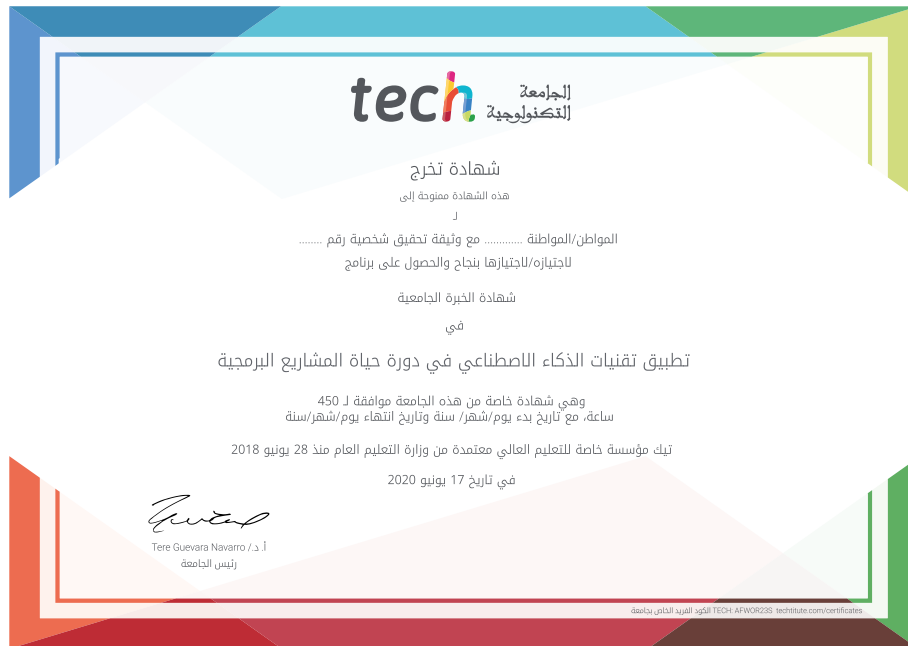 tech الجامعة
التكنولوجية
شهادة تخرج
هذه الشهادة ممنوحة إلى
لـ
المواطن/المواطنة ............ مع وثيقة تحقيق شخصية رقم ........
لاجتيازه/لاجتيازها بنجاح والحصول على برنامج
شهادة الخبرة الجامعية
في
تطبيق تقنيات الذكاء الاصطناعي في دورة حياة المشاريع البرمجية
وهي شهادة خاصة من هذه الجامعة موافقة لـ 450
ساعة، مع تاريخ بدء يوم/شهر/ سنة وتاريخ انتهاء يوم/شهر/سنة
تيك مؤسسة خاصة للتعليم العالي معتمدة من وزارة التعليم العام منذ 28 يونيو 2018
في تاريخ 17 يونيو 2020
أ. د./ Tere Guevara Navarro
رئيس الجامعة
الكود الفريد الخاص بجامعة TECH: AFWOR23S techtitute.com/certificates